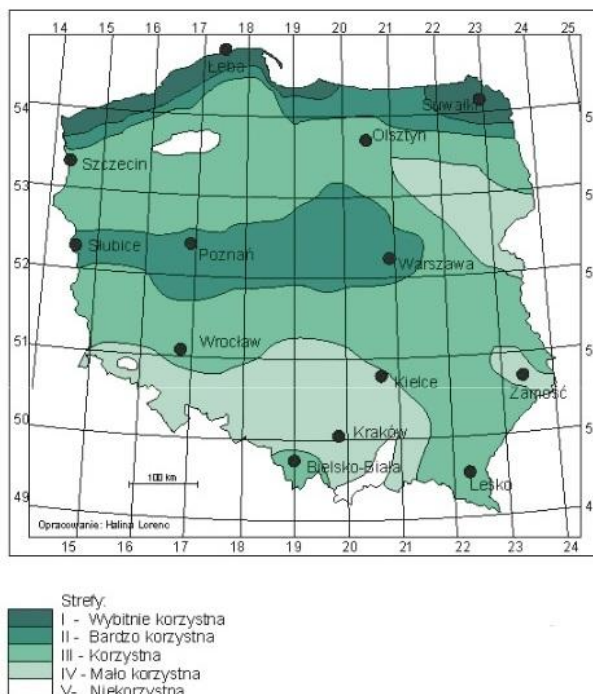 14 15 16 17 18 19 20 21 22 23 24 25
Łeba
54
Suwałki
Olsztyn
Szczecin
53
Słubice
Poznań
Warszawa
52
51
Wrocław
Kielce
Zamość
50
Kraków
Bielsko-Biała
Lesko
100 km
49
Opracowanie: Halina Lorenc
15 16 17 18 19 20 21 22 23 24
Strefy:
I - Wybitnie korzystna
II - Bardzo korzystna
III - Korzystna
IV - Mało korzystna
V - Niekorzystna